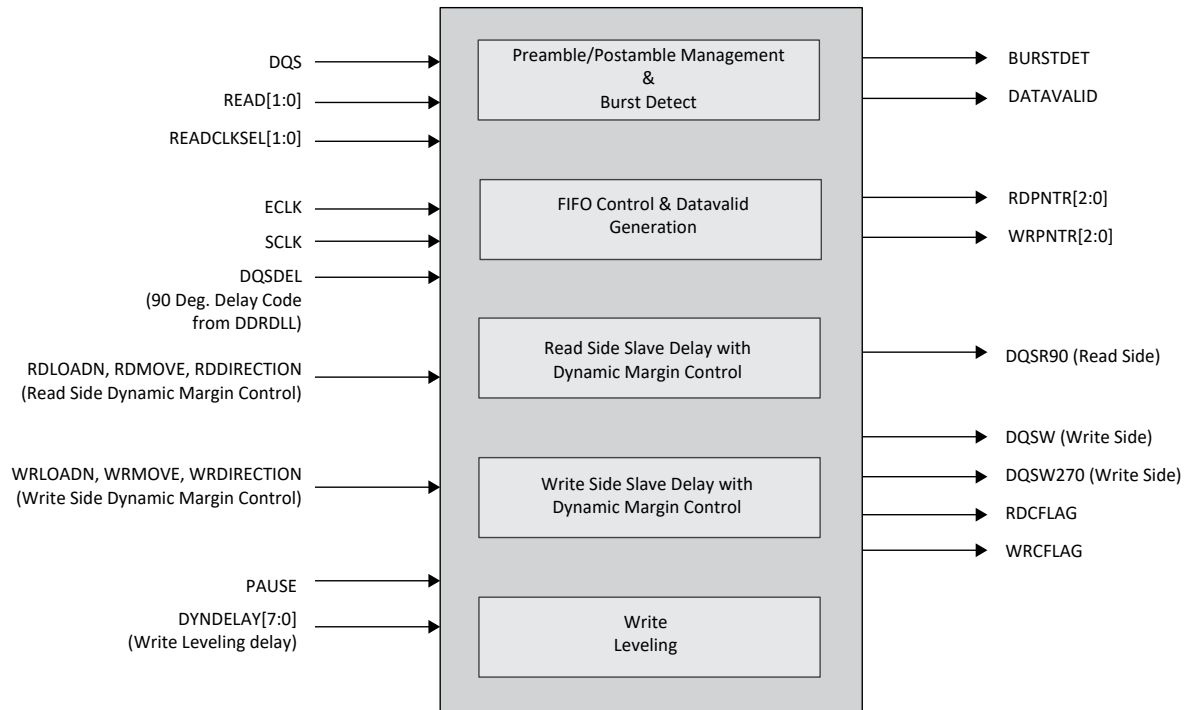 DQS
READ[1:0]
READCLKSEL[1:0]
ECLK
SCLK
DQSDEL
(90 Deg. Delay Code
from DDRDLL)
RDLOADN, RDMOVE, RDDIRECTION
(Read Side Dynamic Margin Control)
WRLOADN, WRMOVE, WRDIRECTION
(Write Side Dynamic Margin Control)
PAUSE
DYNDELAY[7:0]
(Write Leveling delay)
Preamble/Postamble Management
&
Burst Detect
FIFO Control & Datavalid
Generation
Read Side Slave Delay with
Dynamic Margin Control
Write Side Slave Delay with
Dynamic Margin Control
Write
Leveling
BURSTDET
DATAVALID
RDPNTR[2:0]
WRPNTR[2:0]
DQSR90 (Read Side)
DQSW (Write Side)
DQSW270 (Write Side)
RDCFLAG
WRCFLAG